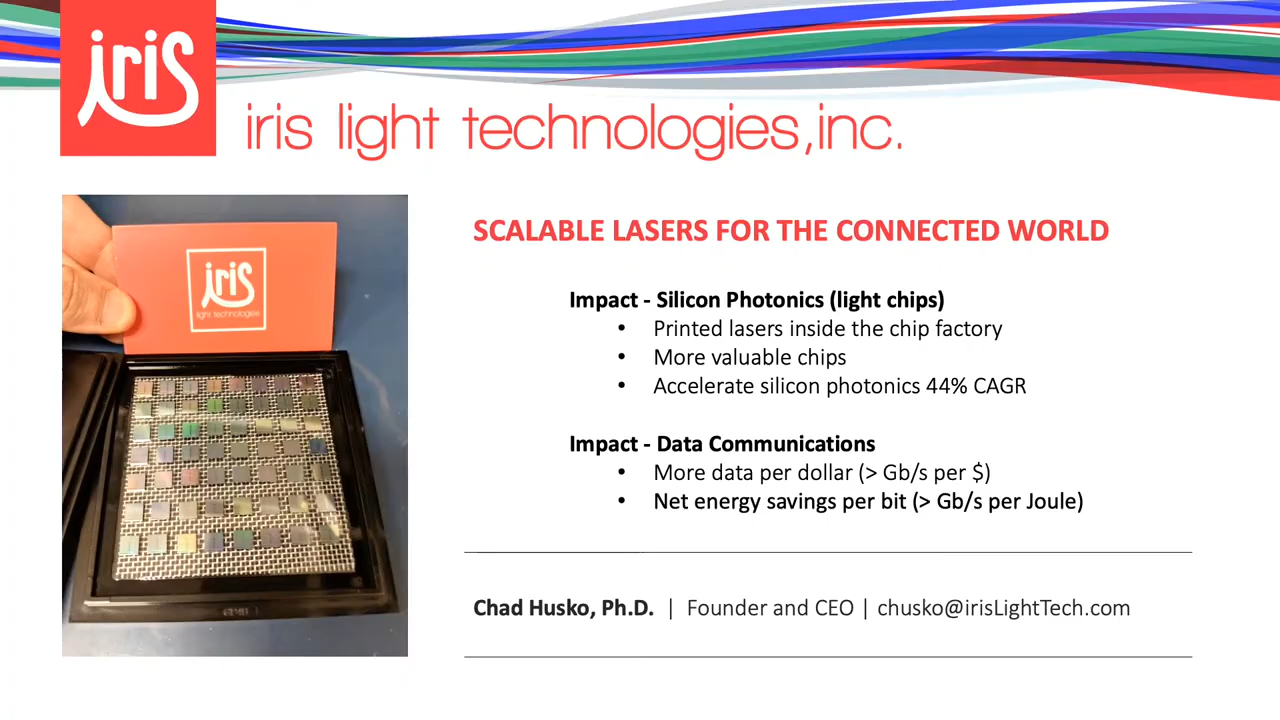 iris
iris light technologies,inc.
iris
light technologies
SCALABLE LASERS FOR THE CONNECTED WORLD
Impact - Silicon Photonics (light chips)
• Printed lasers inside the chip factory
• More valuable chips
• Accelerate silicon photonics 44% CAGR
Impact - Data Communications
• More data per dollar (> Gb/s per $)
• Net energy savings per bit (> Gb/s per Joule)
Chad Husko, Ph.D. | Founder and CEO | chusko@irisLightTech.com